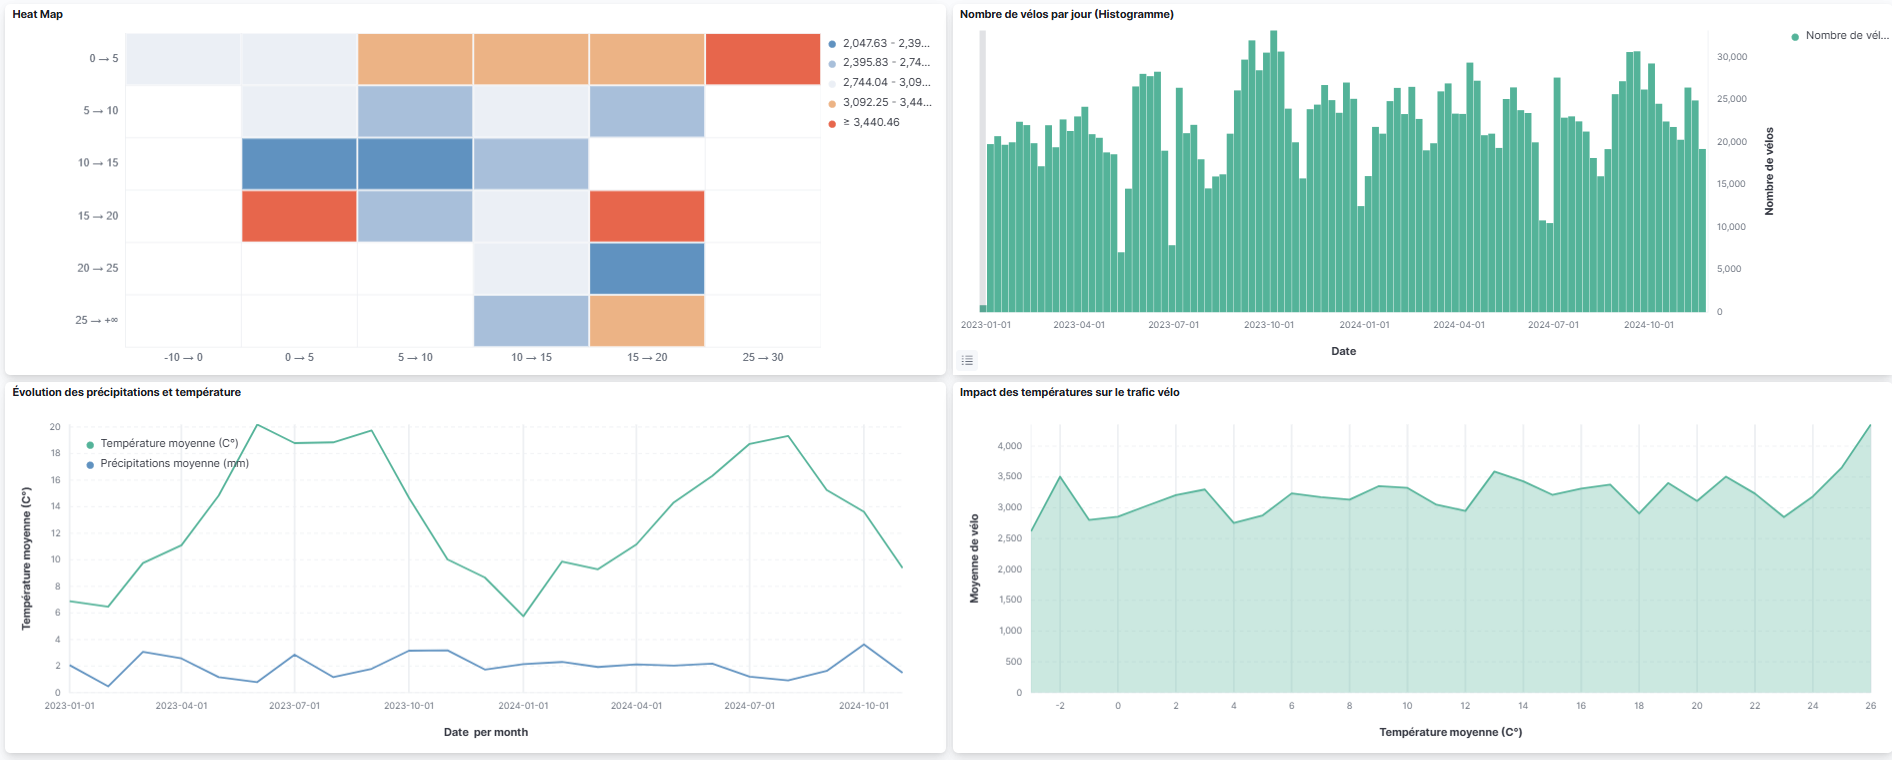 Heat Map
0 → 5
5 → 10
10 → 15
15 → 20
20 → 25
25 → +∞
-10 → 0
0 → 5
5 → 10
10 → 15
15 → 20
25 → 30
2,047.63 - 2,39...
2,395.83 - 2,74...
2,744.04 - 3,09...
3,092.25 - 3,44...
≥ 3,440.46
Nombre de vélos par jour (Histogramme)
Nombre de vél...
30,000
25,000
20,000
15,000
10,000
5,000
0
Nombre de vélos
2023-01-01
2023-04-01
2023-07-01
2023-10-01
2024-01-01
2024-04-01
2024-07-01
2024-10-01
Date
Évolution des précipitations et température
Température moyenne (C°)
Précipitations moyenne (mm)
Température moyenne (C°)
20
18
16
14
12
10
8
6
4
2
0
2023-01-01
2023-04-01
2023-07-01
2023-10-01
2024-01-01
2024-04-01
2024-07-01
2024-10-01
Date per month
Impact des températures sur le trafic vélo
Moyenne de vélo
4,000
3,500
3,000
2,500
2,000
1,500
1,000
500
0
-2
0
2
4
6
8
10
12
14
16
18
20
22
24
26
Température moyenne (C°)